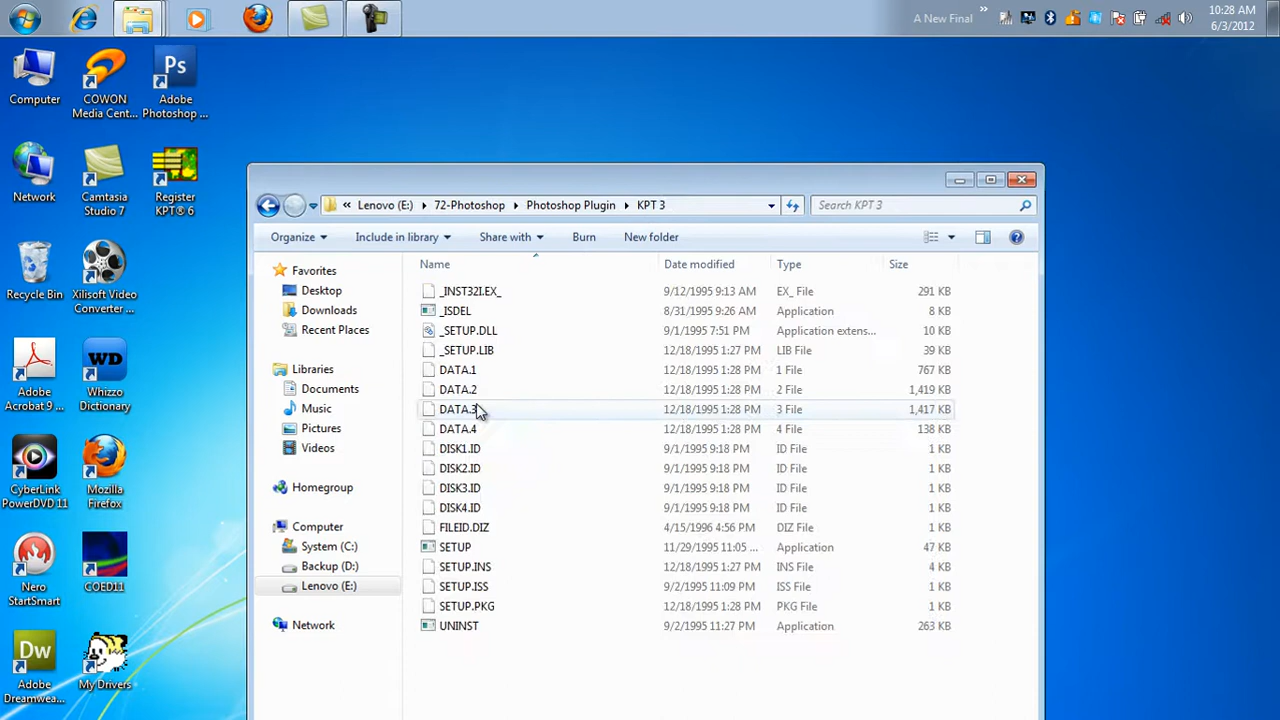 A New Final
10:28 AM
6/3/2012
Computer
COWON
Media Cent...
Ps
Adobe
Photoshop ...
Network
Camtasia
Studio 7
Register
KPT® 6
Recycle Bin
Xilisoft Video
Converter ...
Adobe
Acrobat 9 ...
WD
Whizzo
Dictionary
CyberLink
PowerDVD 11
Mozilla
Firefox
Nero
StartSmart
COED11
Dw
Adobe
Dreamwea...
My Drivers
« Lenovo (E:) 72-Photoshop Photoshop Plugin KPT 3
Search KPT 3
Organize Include in library Share with Burn New folder
Favorites
Desktop
Downloads
Recent Places
Libraries
Documents
Music
Pictures
Videos
Homegroup
Computer
System (C:)
Backup (D:)
Lenovo (E:)
Network
Name Date modified Type Size
_INST32I.EX_ 9/12/1995 9:13 AM EX_ File 291 KB
_ISDEL 8/31/1995 9:26 AM Application 8 KB
_SETUP.DLL 9/1/1995 7:51 PM Application extens... 10 KB
_SETUP.LIB 12/18/1995 1:27 PM LIB File 39 KB
DATA.1 12/18/1995 1:28 PM 1 File 767 KB
DATA.2 12/18/1995 1:28 PM 2 File 1,419 KB
DATA.3 12/18/1995 1:28 PM 3 File 1,417 KB
DATA.4 12/18/1995 1:28 PM 4 File 138 KB
DISK1.ID 9/1/1995 9:18 PM ID File 1 KB
DISK2.ID 9/1/1995 9:18 PM ID File 1 KB
DISK3.ID 9/1/1995 9:18 PM ID File 1 KB
DISK4.ID 9/1/1995 9:18 PM ID File 1 KB
FILEID.DIZ 4/15/1996 4:56 PM DIZ File 1 KB
SETUP 11/29/1995 11:05 ... Application 47 KB
SETUP.INS 12/18/1995 1:27 PM INS File 4 KB
SETUP.ISS 9/2/1995 11:09 PM ISS File 1 KB
SETUP.PKG 12/18/1995 1:28 PM PKG File 1 KB
UNINST 9/2/1995 11:27 PM Application 263 KB